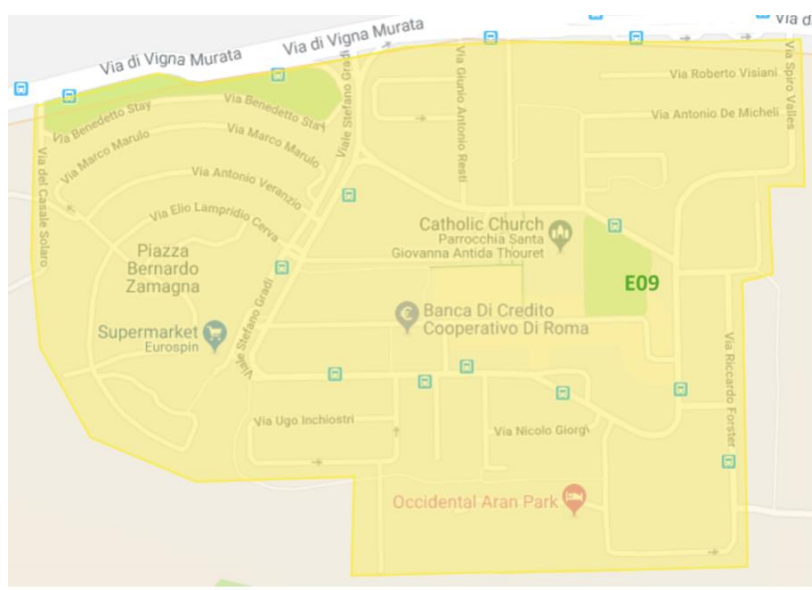 Via di Vigna Murata
Via di Vigna Murata
Via d
Via Benedetto Stay
Via Benedetto Stay
Viale Stefano Gradi
Via Giunio Antonio Resti
Via Roberto Visiani
Via Spiro Valles
Via Antonio De Micheli
Via Marco Marulo
Via Marco Marulo
Via del Casale Solaro
Via Antonio Veranzio
Via Elio Lampridio Cerva
Catholic Church
Parrocchia Santa
Giovanna Antida Thouret
Piazza
Bernardo
Zamagna
E09
Viale Stefano Gradi
Banca Di Credito
Cooperativo Di Roma
Supermarket
Eurospin
Via Riccardo Forster
Via Ugo Inchiostri
Via Nicolo Giorgi
Occidental Aran Park